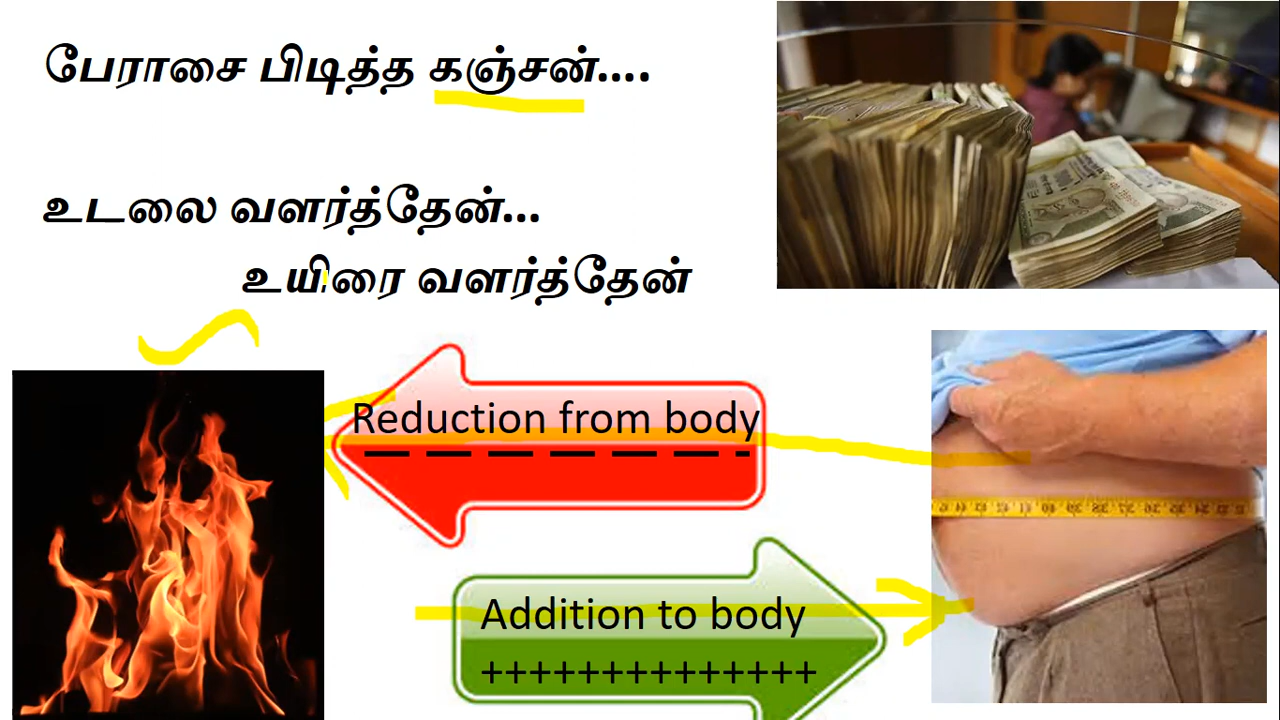 பேராசை பிடித்த கஞ்சன்....
உடலை வளர்த்தேன்...
உயிரை வளர்த்தேன்
Reduction from body
Addition to body
++++++++++++++